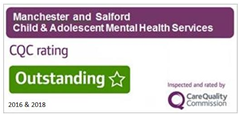 Manchester and Salford
Child & Adolescent Mental Health Services
CQC rating
Outstanding
Inspected and rated by
CareQuality
Commission
2016 & 2018